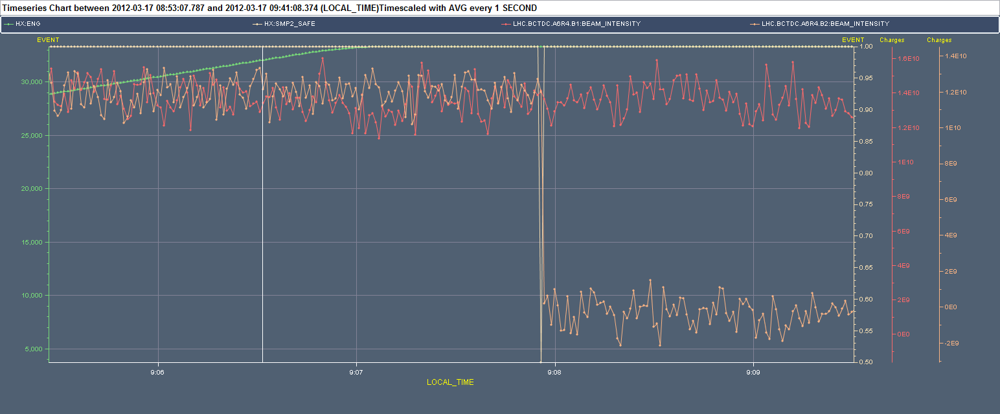 Timeseries Chart between 2012-03-17 08:53:07.787 and 2012-03-17 09:41:08.374 (LOCAL_TIME)Timescaled with AVG every 1 SECOND
HX:ENG HX:SMP2_SAFE LHC.BCTDC.A6R4.B1:BEAM_INTENSITY LHC.BCTDC.A6R4.B2:BEAM_INTENSITY
EVENT EVENT Charges Charges
30,000
25,000
20,000
15,000
10,000
5,000
1.00
0.95
0.90
0.85
0.80
0.75
0.70
0.65
0.60
0.55
0.50
1.6E10
1.4E10
1.2E10
1E10
8E9
6E9
4E9
2E9
0E0
1.4E10
1.2E10
1E10
8E9
6E9
4E9
2E9
0E0
-2E9
9:06 9:07 9:08 9:09
LOCAL_TIME